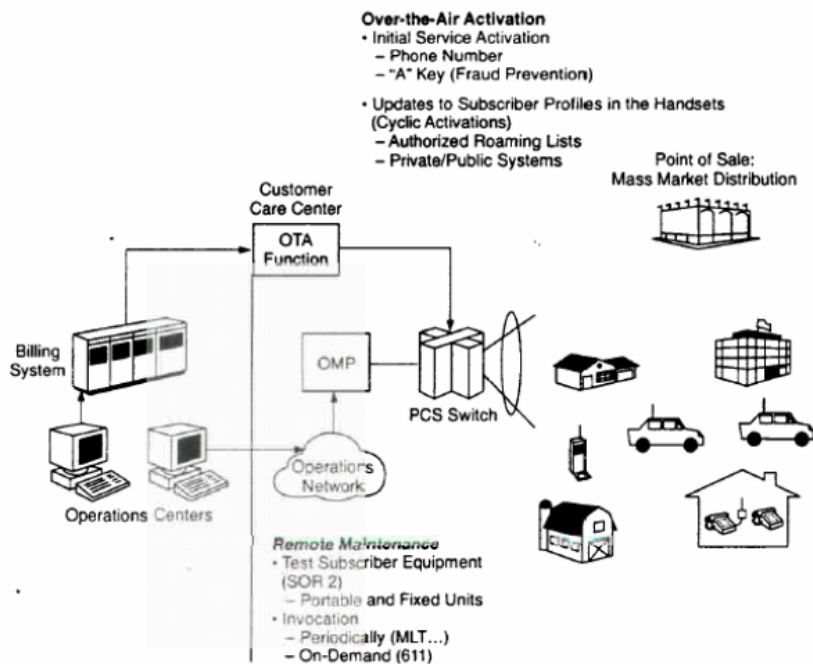 Over-the-Air Activation
• Initial Service Activation
– Phone Number
– "A" Key (Fraud Prevention)
• Updates to Subscriber Profiles in the Handsets
(Cyclic Activations)
– Authorized Roaming Lists
– Private/Public Systems
Point of Sale:
Mass Market Distribution
Customer
Care Center
OTA
Function
Billing
System
OMP
PCS Switch
Operations
Network
Operations Centers
Remote Maintenance
• Test Subscriber Equipment
(SOR 2)
– Portable and Fixed Units
• Invocation
– Periodically (MLT...)
– On-Demand (611)